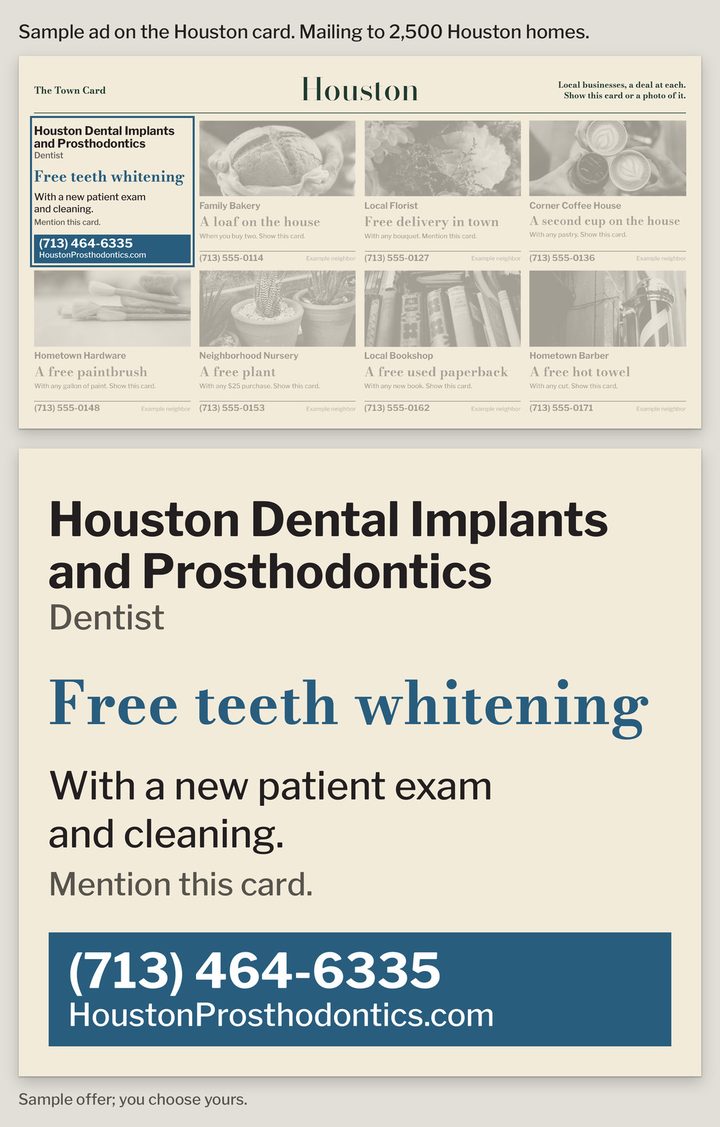 Sample ad on the Houston card. Mailing to 2,500 Houston homes.
The Town Card
Houston
Local businesses, a deal at each.
Show this card or a photo of it.
Houston Dental Implants
and Prosthodontics
Dentist
Free teeth whitening
With a new patient exam
and cleaning.
Mention this card.
(713) 464-6335
HoustonProsthodontics.com
Family Bakery
A loaf on the house
When you buy two. Show this card.
(713) 555-0114
Example neighbor
Local Florist
Free delivery in town
With any bouquet. Mention this card.
(713) 555-0127
Example neighbor
Corner Coffee House
A second cup on the house
With any pastry. Show this card.
(713) 555-0136
Example neighbor
Hometown Hardware
A free paintbrush
With any gallon of paint. Show this card.
(713) 555-0148
Example neighbor
Neighborhood Nursery
A free plant
With any $25 purchase. Show this card.
(713) 555-0153
Example neighbor
Local Bookshop
A free used paperback
With any new book. Show this card.
(713) 555-0162
Example neighbor
Hometown Barber
A free hot towel
With any cut. Show this card.
(713) 555-0171
Example neighbor
Houston Dental Implants
and Prosthodontics
Dentist
Free teeth whitening
With a new patient exam
and cleaning.
Mention this card.
(713) 464-6335
HoustonProsthodontics.com
Sample offer; you choose yours.